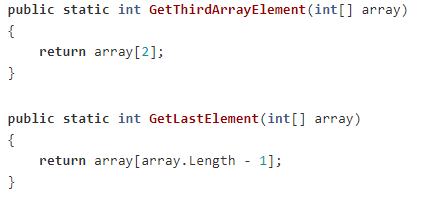 public static int GetThirdArrayElement(int[] array)
{
    return array[2];
}

public static int GetLastElement(int[] array)
{
    return array[array.Length - 1];
}